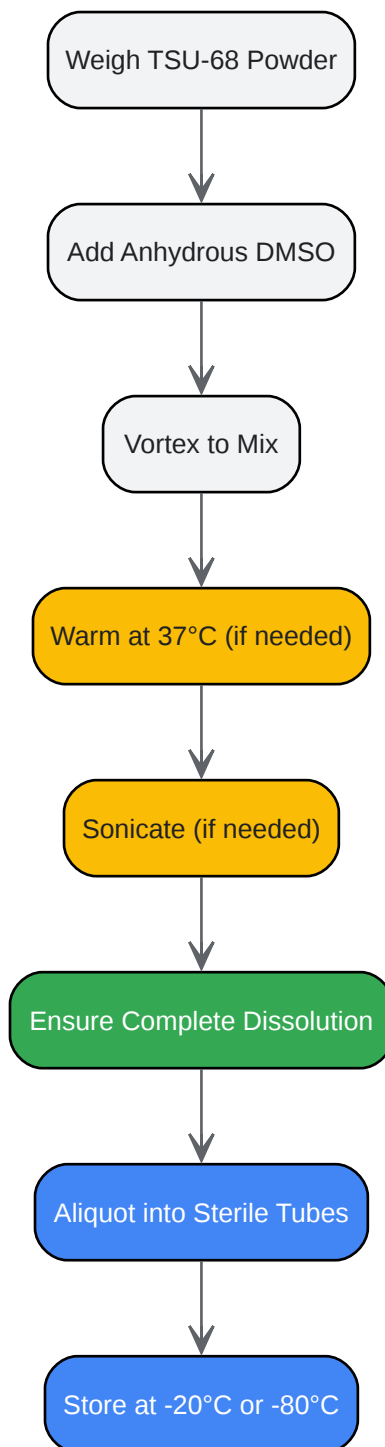 Weigh TSU-68 Powder
Add Anhydrous DMSO
Vortex to Mix
Warm at 37°C (if needed)
Sonicate (if needed)
Ensure Complete Dissolution
Aliquot into Sterile Tubes
Store at -20°C or -80°C